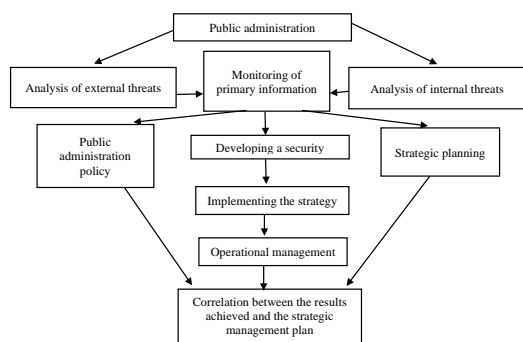 Public administration
Analysis of external threats
Monitoring of
primary information
Analysis of internal threats
Public
administration
policy
Developing a security
Strategic planning
Implementing the strategy
Operational management
Correlation between the results
achieved and the strategic
management plan